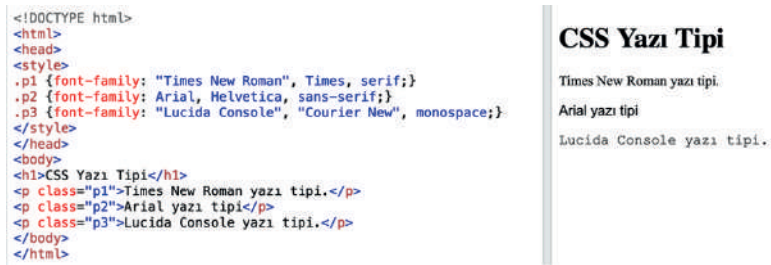 <!DOCTYPE html>
<html>
<head>
<style>
.p1 {font-family: "Times New Roman", Times, serif;}
.p2 {font-family: Arial, Helvetica, sans-serif;}
.p3 {font-family: "Lucida Console", "Courier New", monospace;}
</style>
</head>
<body>
<h1>CSS Yazı Tipi</h1>
<p class="p1">Times New Roman yazı tipi.</p>
<p class="p2">Arial yazı tipi</p>
<p class="p3">Lucida Console yazı tipi.</p>
</body>
</html>
CSS Yazı Tipi
Times New Roman yazı tipi.
Arial yazı tipi
Lucida Console yazı tipi.